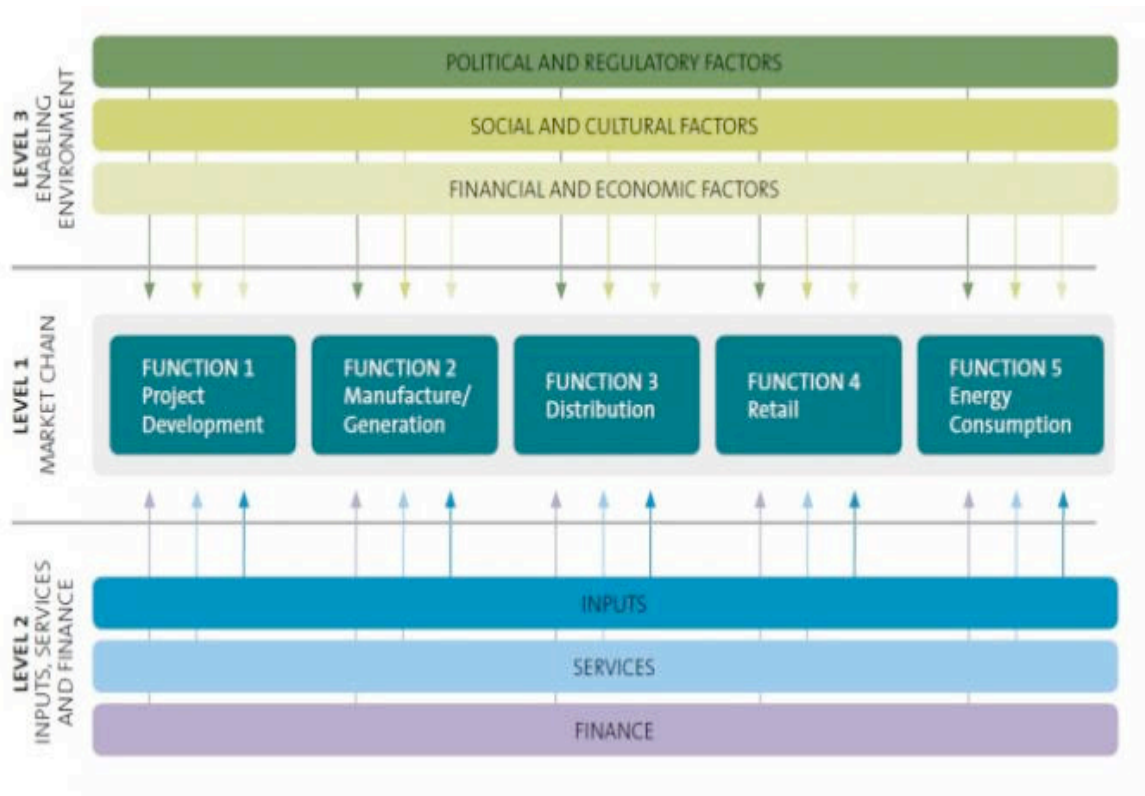 LEVEL 3
ENABLING
ENVIRONMENT
POLITICAL AND REGULATORY FACTORS
SOCIAL AND CULTURAL FACTORS
FINANCIAL AND ECONOMIC FACTORS
LEVEL 1
MARKET CHAIN
FUNCTION 1
Project
Development
FUNCTION 2
Manufacture/
Generation
FUNCTION 3
Distribution
FUNCTION 4
Retail
FUNCTION 5
Energy
Consumption
LEVEL 2
INPUTS, SERVICES
AND FINANCE
INPUTS
SERVICES
FINANCE